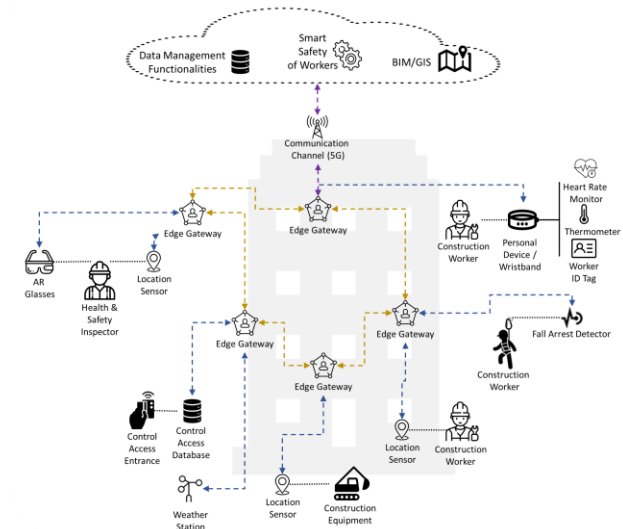 Data Management
Functionalities
Smart
Safety
of Workers
BIM/GIS
Communication
Channel (5G)
Heart Rate
Monitor
Thermometer
Worker
ID Tag
Edge Gateway
Edge Gateway
Construction
Worker
Personal
Device /
Wristband
AR
Glasses
Health &
Safety
Inspector
Location
Sensor
Edge Gateway
Edge Gateway
Fall Arrest Detector
Construction
Worker
Edge Gateway
Control
Access
Entrance
Control
Access
Database
Location
Sensor
Construction
Worker
Weather
Station
Location
Sensor
Construction
Equipment